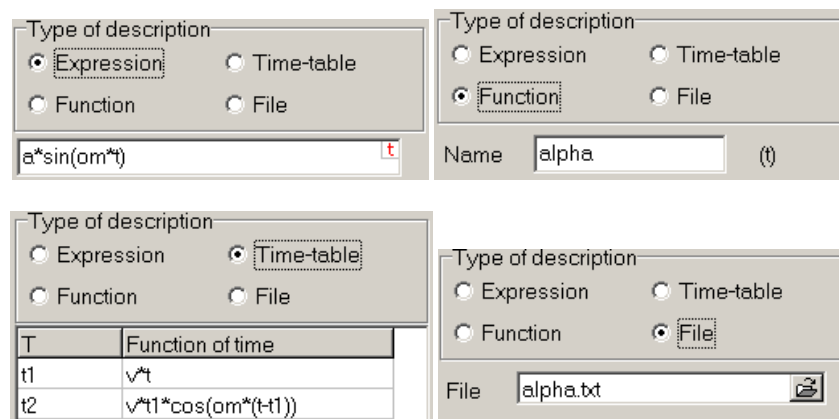 Type of description
Expression Time-table
Function File
a*sin(om*t) t
Type of description
Expression Time-table
Function File
Name alpha (t)
Type of description
Expression Time-table
Function File
T Function of time
t1 v*t
t2 v*t1*cos(om*(t-t1))
Type of description
Expression Time-table
Function File
File alpha.txt